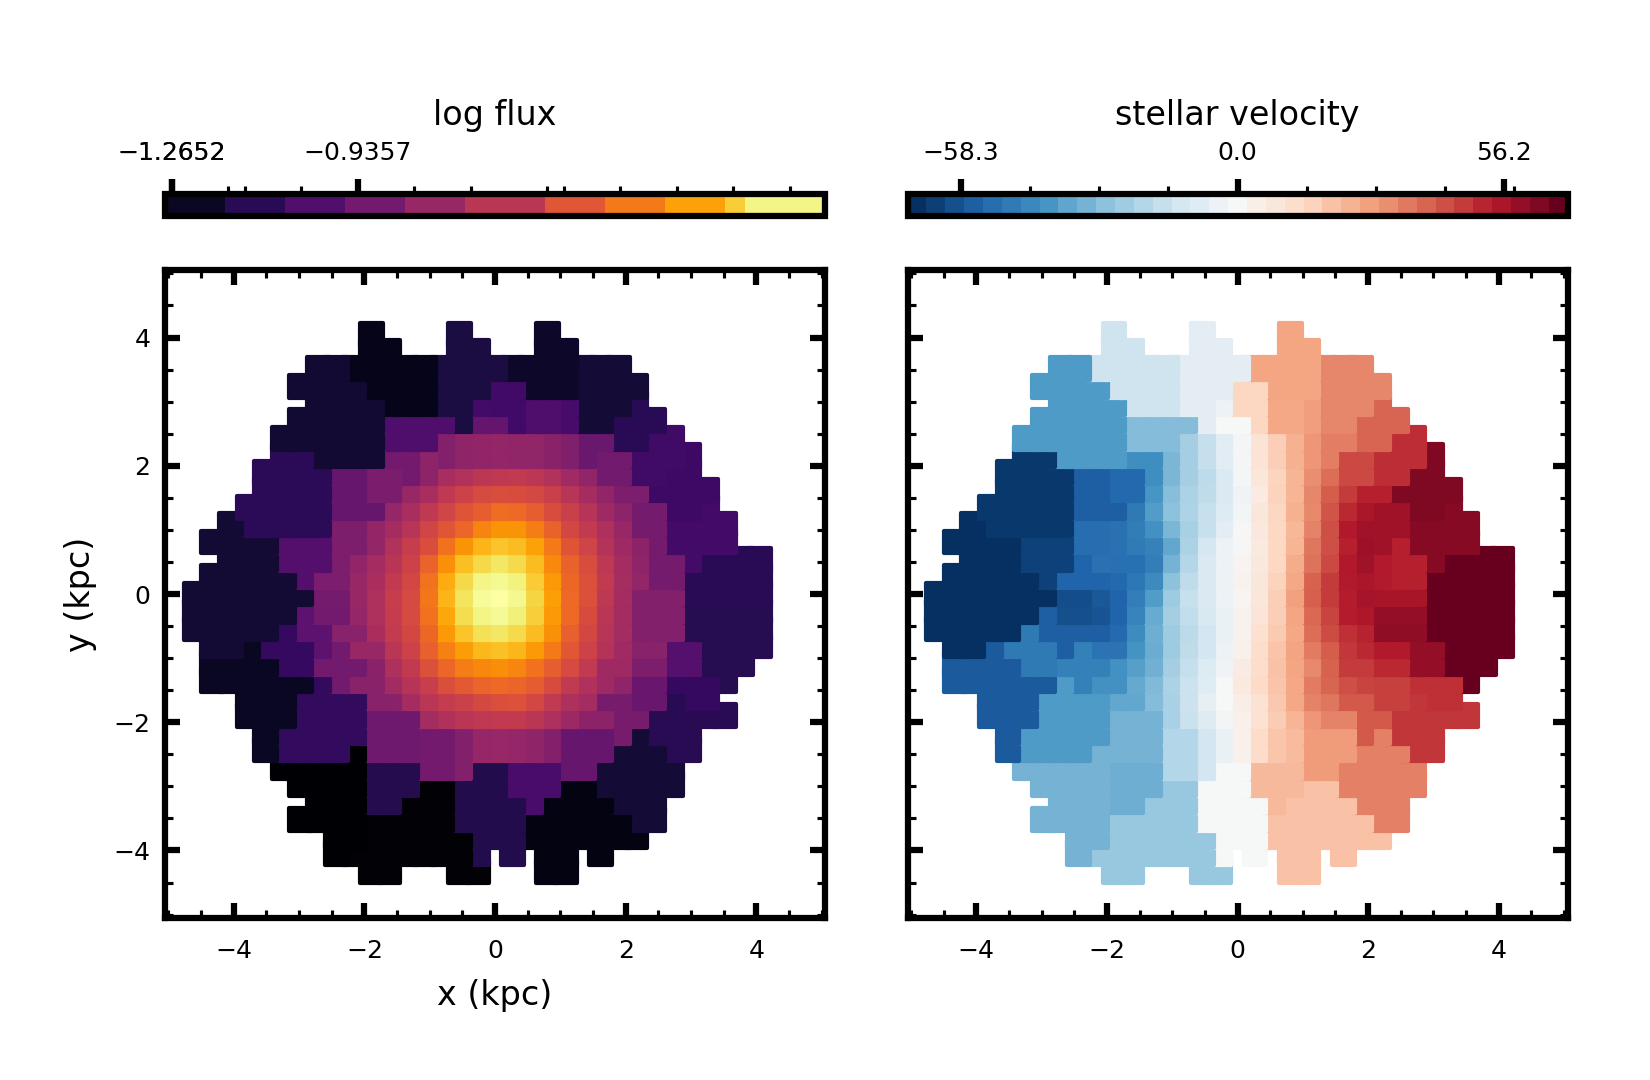 log flux
−1.2652 −0.9357
4
2
0
−2
−4
y (kpc)
−4 −2 0 2 4
x (kpc)
stellar velocity
−58.3 0.0 56.2
−4 −2 0 2 4